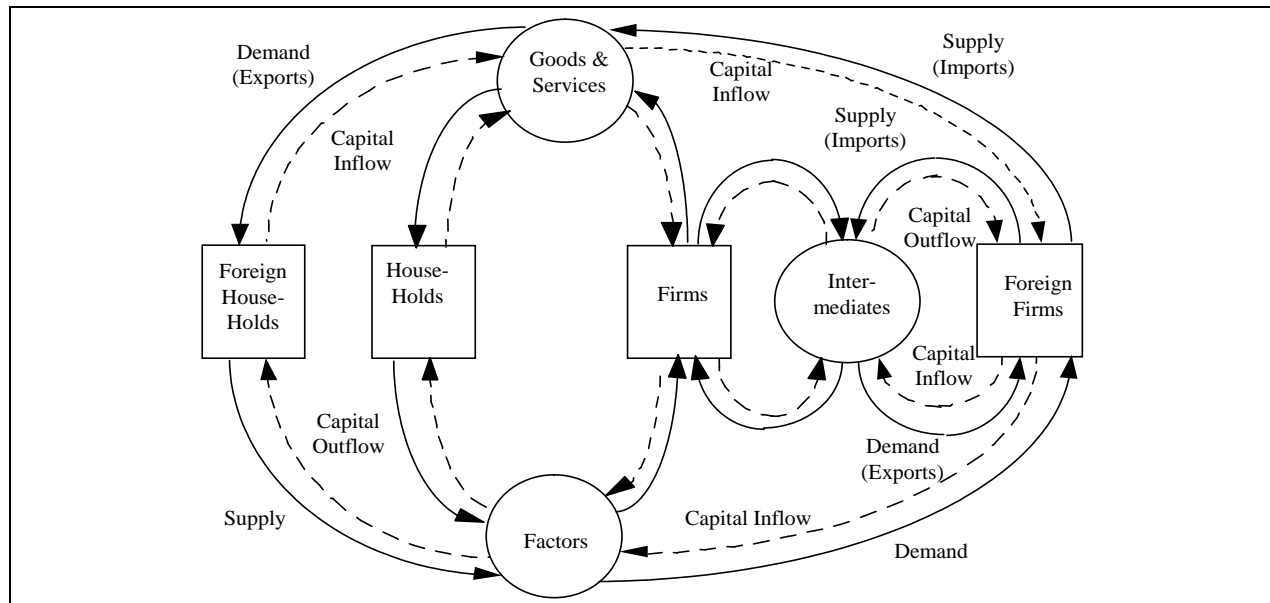 Demand
(Exports)
Goods &
Services
Supply
(Imports)
Capital
Inflow
Supply
(Imports)
Capital
Inflow
Capital
Outflow
Foreign
House-
Holds
House-
Holds
Firms
Inter-
mediates
Foreign
Firms
Capital
Inflow
Capital
Outflow
Demand
(Exports)
Supply
Capital Inflow
Factors
Demand